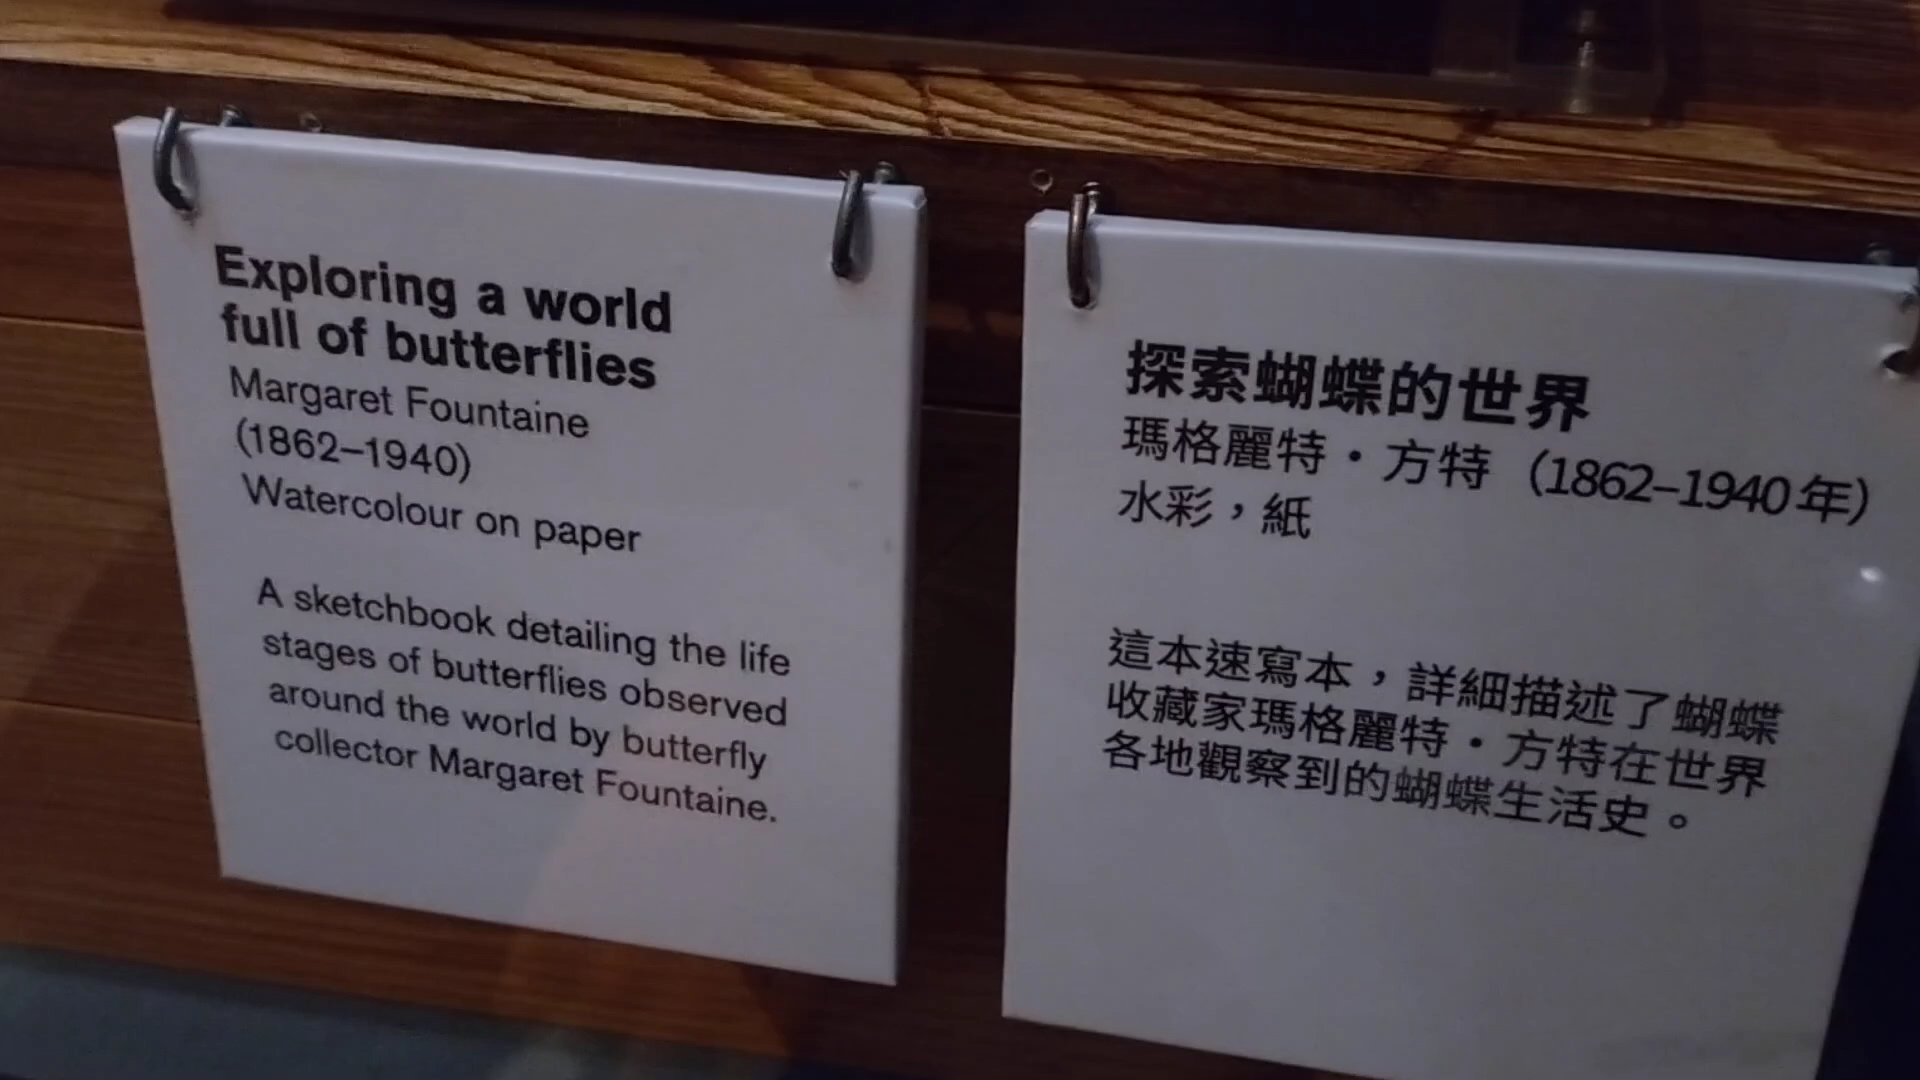 Exploring a world
full of butterflies
Margaret Fountaine
(1862–1940)
Watercolour on paper
A sketchbook detailing the life
stages of butterflies observed
around the world by butterfly
collector Margaret Fountaine.
探索蝴蝶的世界
瑪格麗特・方特（1862–1940年）
水彩，紙
這本速寫本，詳細描述了蝴蝶
收藏家瑪格麗特・方特在世界
各地觀察到的蝴蝶生活史。